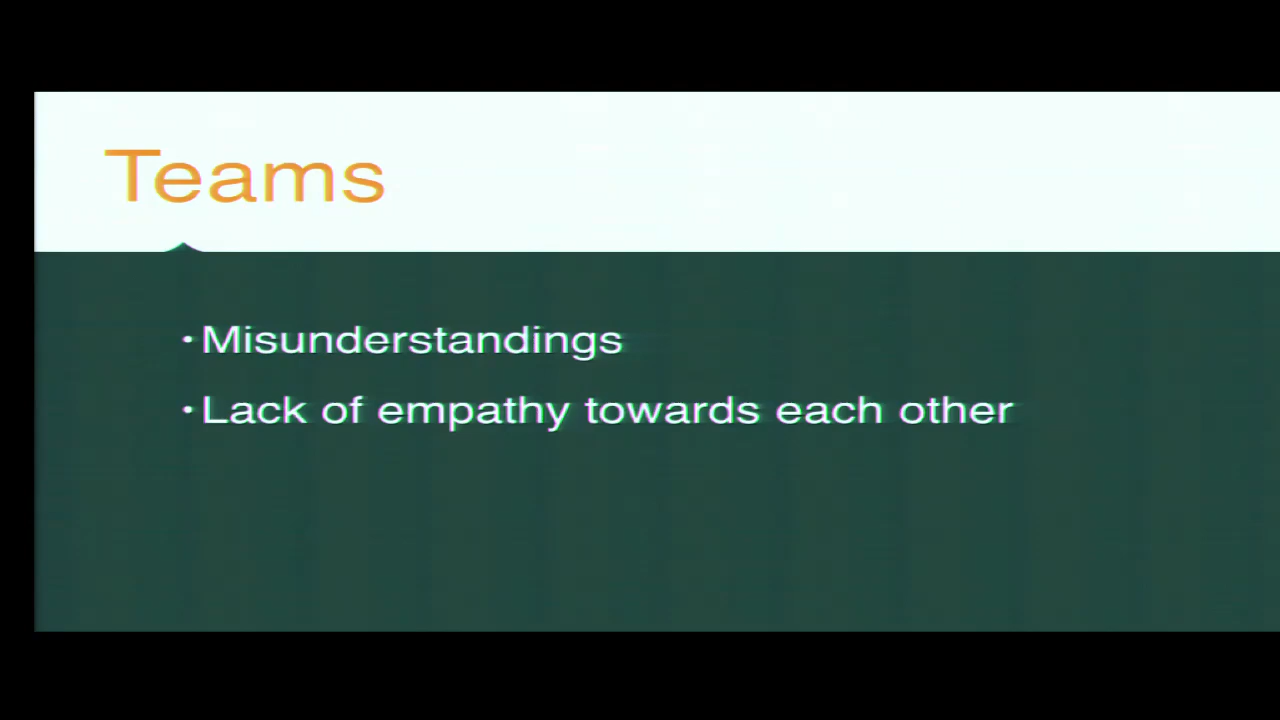 Teams
• Misunderstandings
• Lack of empathy towards each other